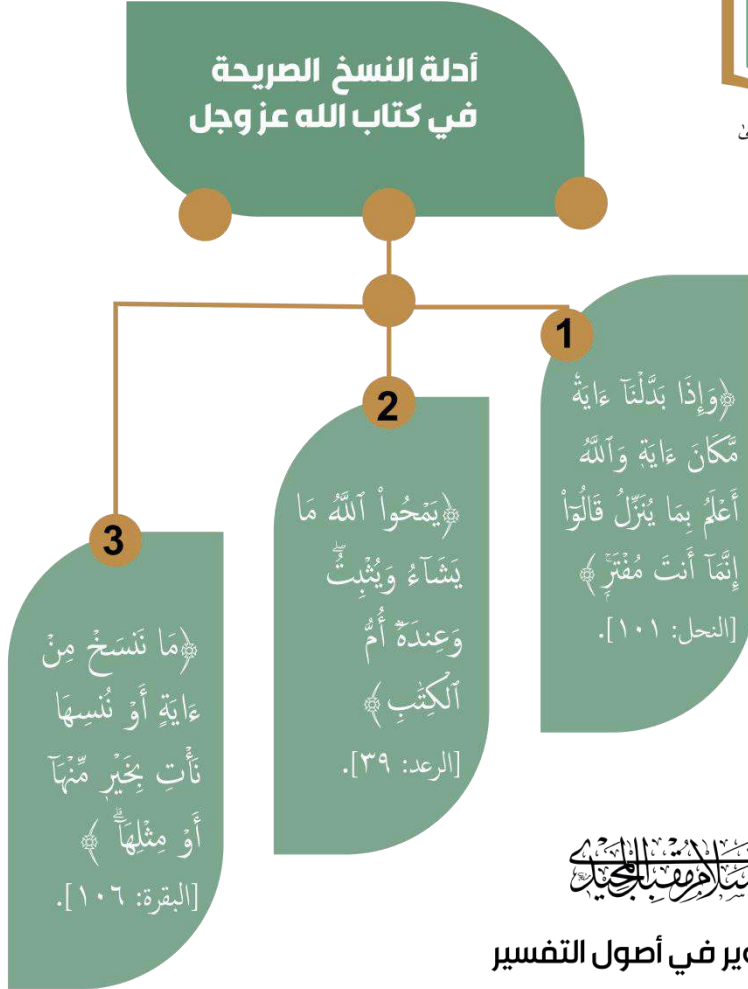 أدلة النسخ الصريحة
في كتاب الله عز وجل
1
﴿وَإِذَا بَدَّلْنَآ ءَايَةٗ
مَّكَانَ ءَايَةٖ وَٱللَّهُ
أَعْلَمُ بِمَا يُنَزِّلُ قَالُوٓاْ
إِنَّمَآ أَنتَ مُفْتَرِۭ﴾
[النحل: ١٠١].
2
﴿يَمْحُواْ ٱللَّهُ مَا
يَشَآءُ وَيُثْبِتُۖ
وَعِندَهُۥٓ أُمُّ
ٱلْكِتَٰبِ﴾
[الرعد: ٣٩].
3
﴿مَا نَنسَخْ مِنْ
ءَايَةٍ أَوْ نُنسِهَا
نَأْتِ بِخَيْرٖ مِّنْهَآ
أَوْ مِثْلِهَآۗ﴾
[البقرة: ١٠٦].
في أصول التفسير